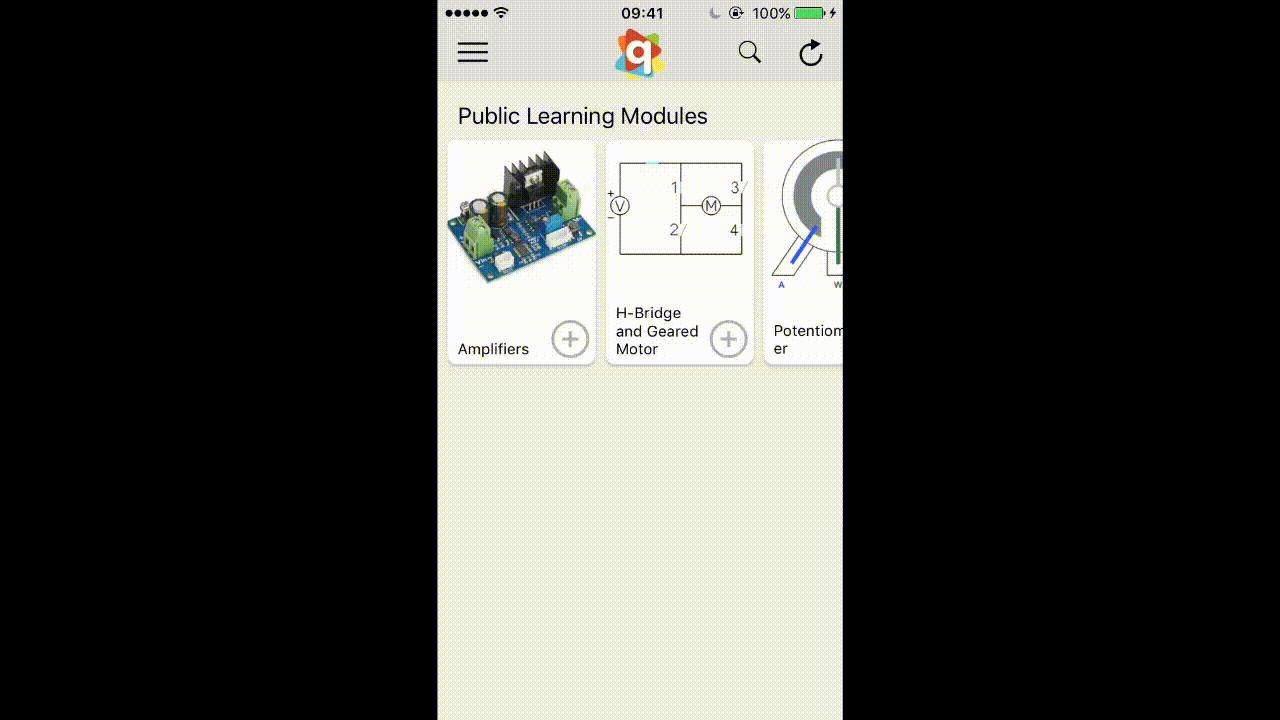 09:41
100%
q
Public Learning Modules
Amplifiers
+
V
−
1
3
M
2
4
H-Bridge
and Geared
Motor
A
W
Potentiom
er